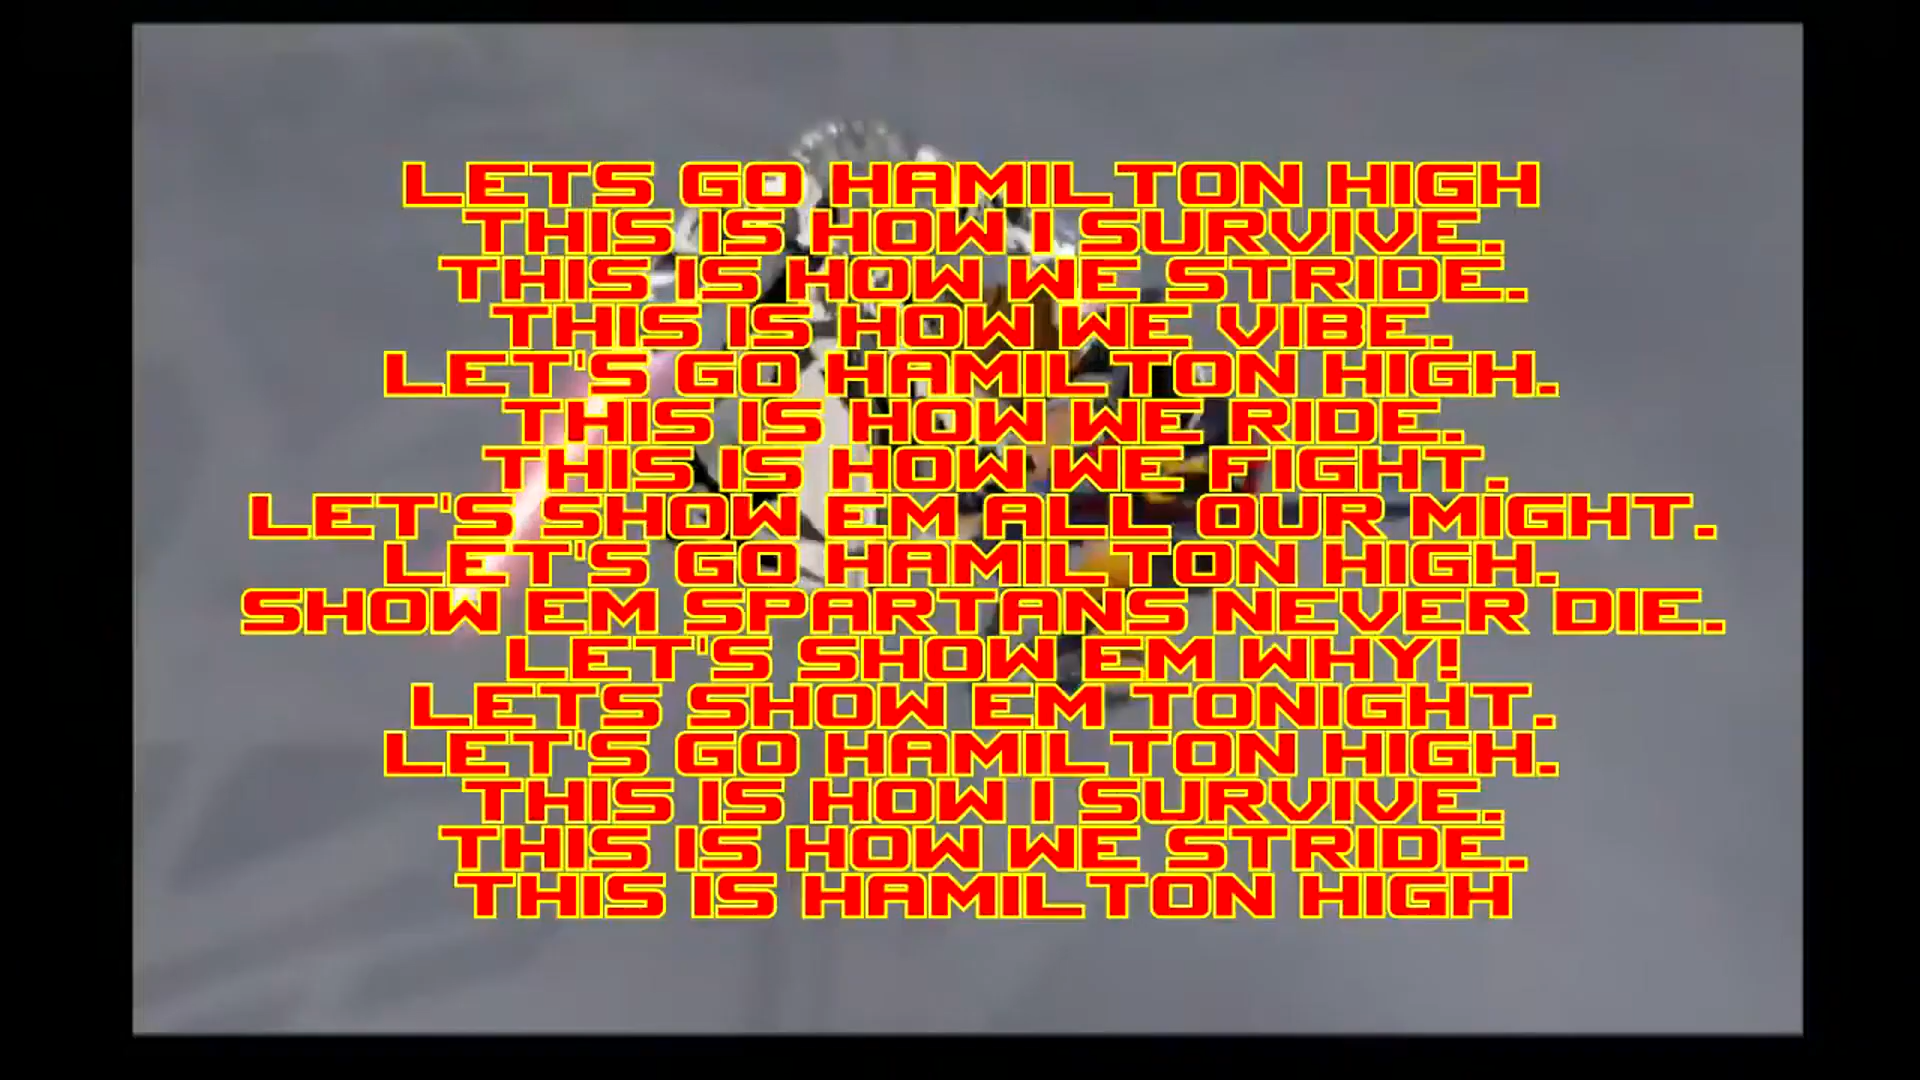 LETS GO HAMILTON HIGH
THIS IS HOW I SURVIVE.
THIS IS HOW WE STRIDE.
THIS IS HOW WE VIBE.
LET'S GO HAMILTON HIGH.
THIS IS HOW WE RIDE.
THIS IS HOW WE FIGHT.
LET'S SHOW EM ALL OUR MIGHT.
LET'S GO HAMILTON HIGH.
SHOW EM SPARTANS NEVER DIE.
LET'S SHOW EM WHY!
LETS SHOW EM TONIGHT.
LET'S GO HAMILTON HIGH.
THIS IS HOW I SURVIVE.
THIS IS HOW WE STRIDE.
THIS IS HAMILTON HIGH